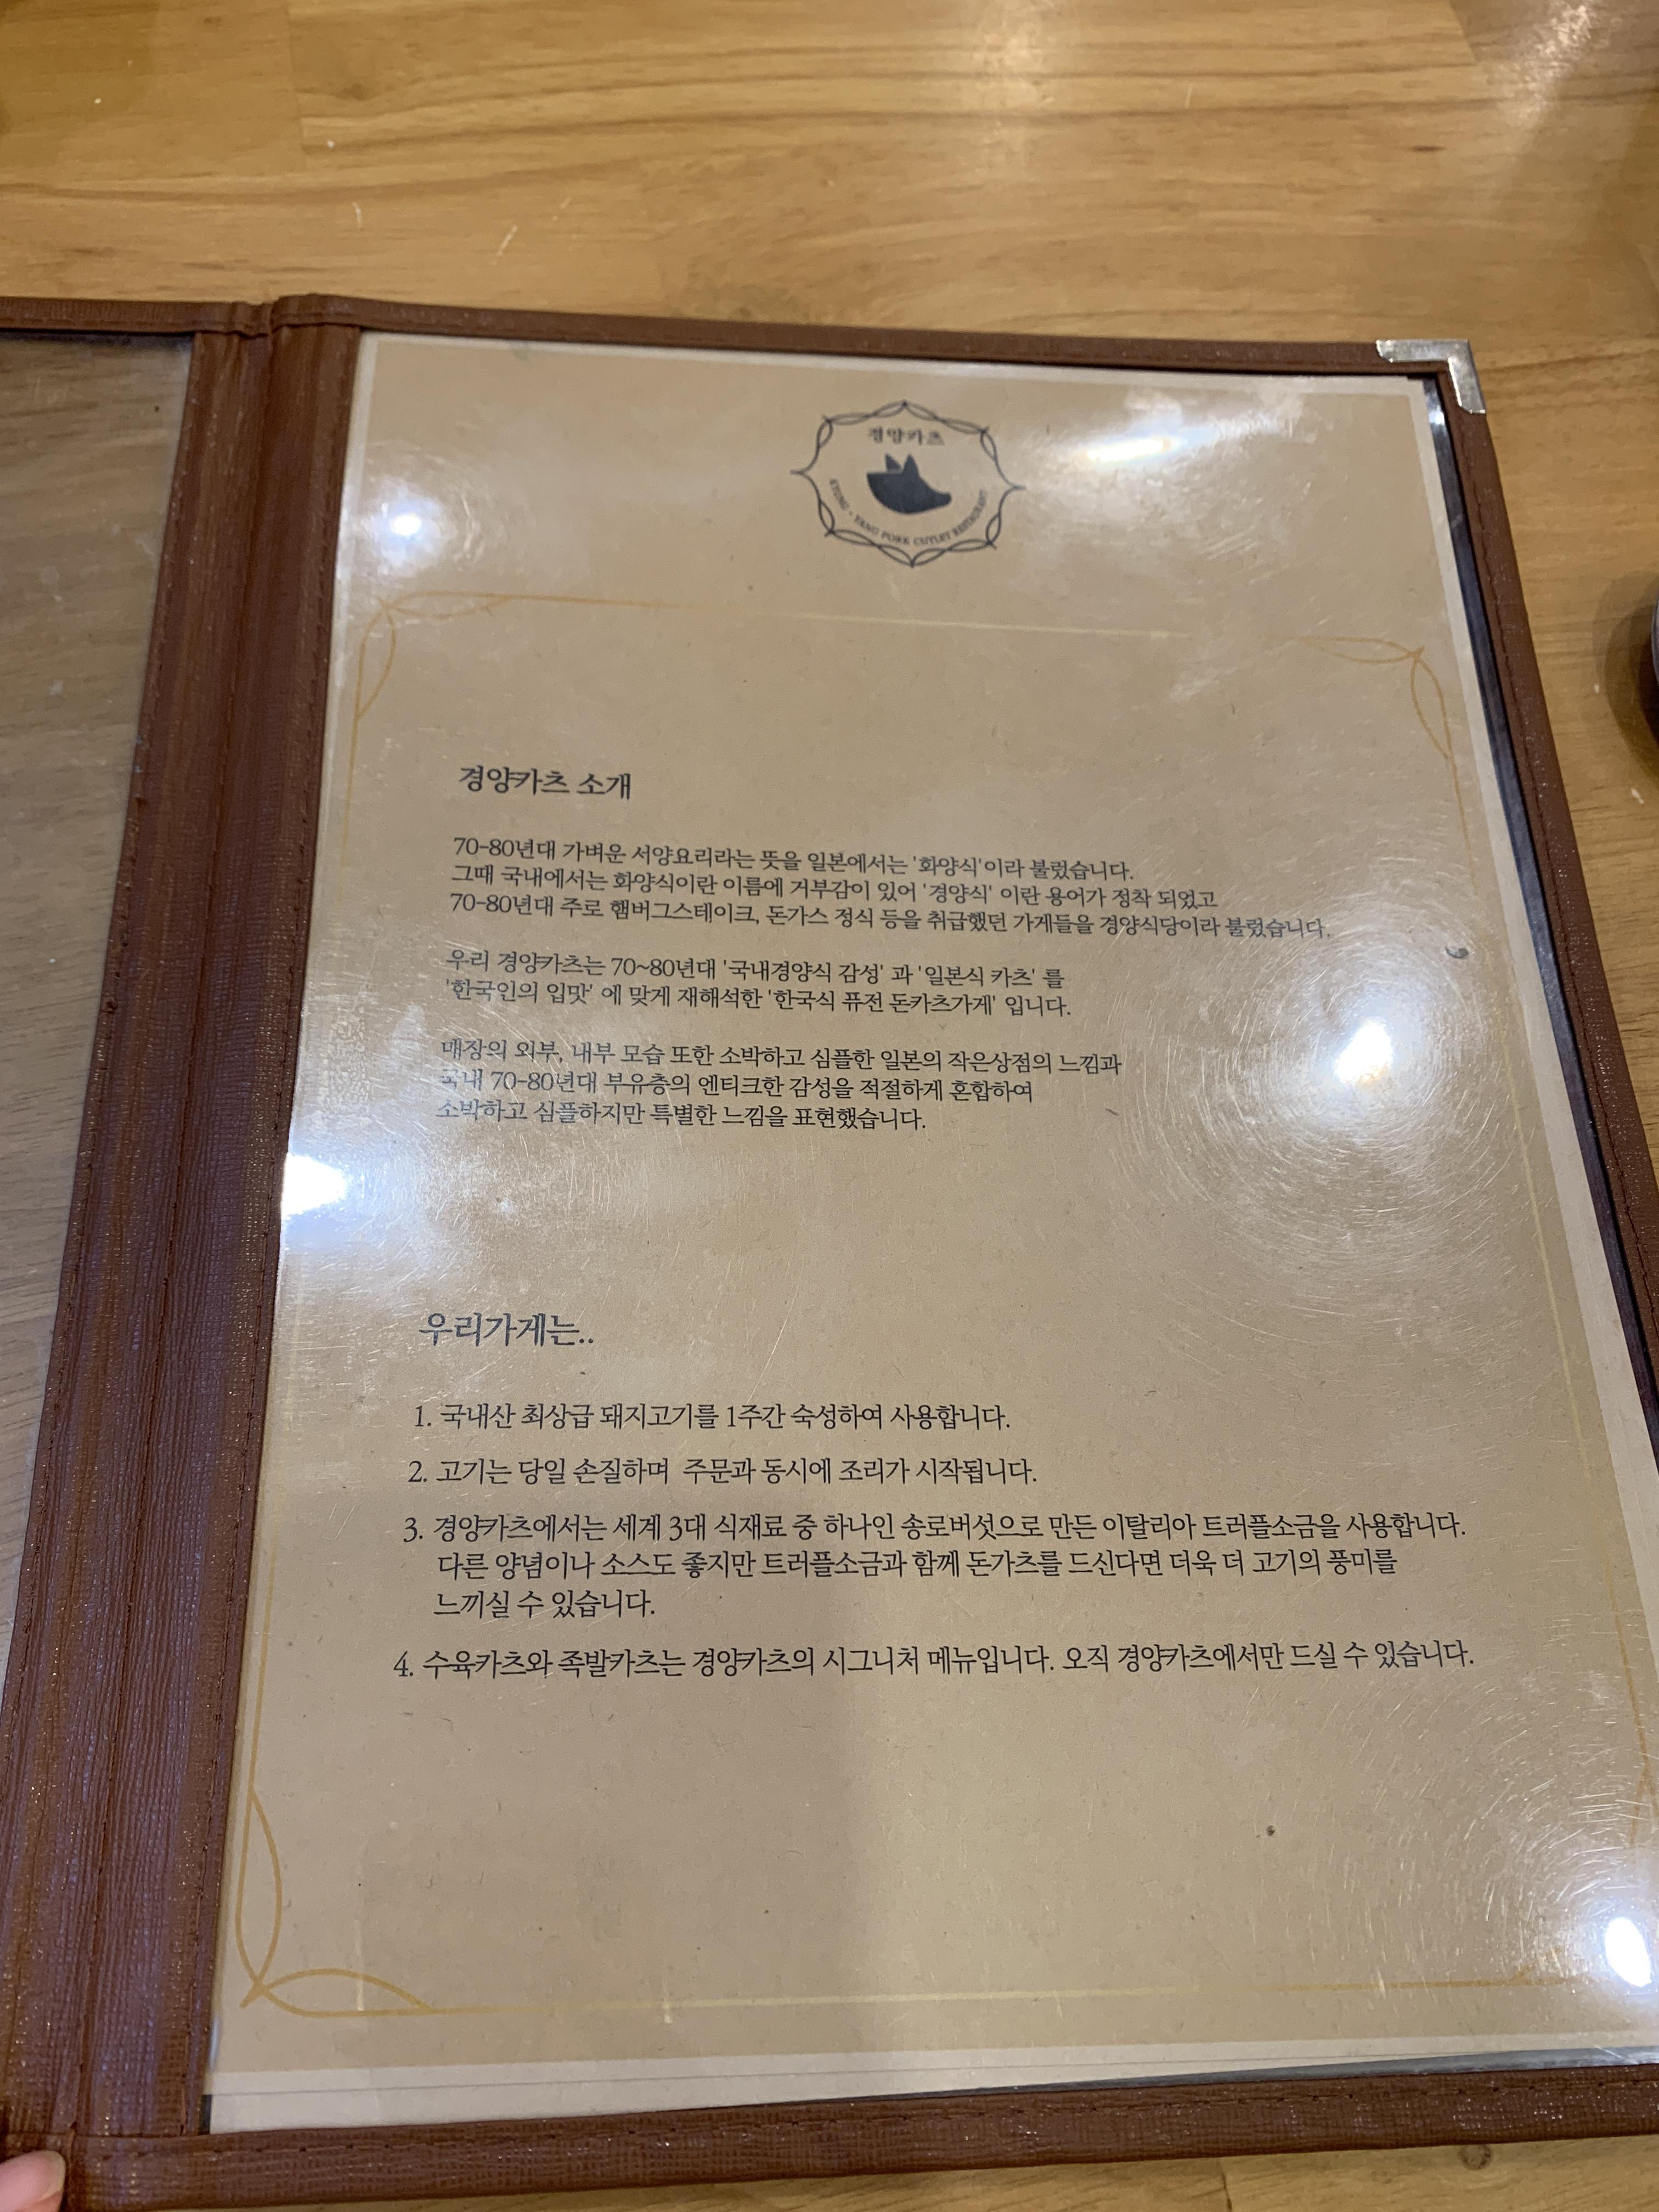 경양카츠
KYUNG - YANG PORK CUTLET RESTAURANT
경양카츠 소개
70-80년대 가벼운 서양요리라는 뜻을 일본에서는 '화양식'이라 불렀습니다.
그때 국내에서는 화양식이란 이름에 거부감이 있어 '경양식' 이란 용어가 정착 되었고
70-80년대 주로 햄버그스테이크, 돈가스 정식 등을 취급했던 가게들을 경양식당이라 불렀습니다.
우리 경양카츠는 70~80년대 '국내경양식 감성' 과 '일본식 카츠' 를
'한국인의 입맛' 에 맞게 재해석한 '한국식 퓨전 돈카츠가게' 입니다.
매장의 외부, 내부 모습 또한 소박하고 심플한 일본의 작은상점의 느낌과
국내 70-80년대 부유층의 엔티크한 감성을 적절하게 혼합하여
소박하고 심플하지만 특별한 느낌을 표현했습니다.
우리가게는..
1. 국내산 최상급 돼지고기를 1주간 숙성하여 사용합니다.
2. 고기는 당일 손질하며 주문과 동시에 조리가 시작됩니다.
3. 경양카츠에서는 세계 3대 식재료 중 하나인 송로버섯으로 만든 이탈리아 트러플소금을 사용합니다.
다른 양념이나 소스도 좋지만 트러플소금과 함께 돈가츠를 드신다면 더욱 더 고기의 풍미를
느끼실 수 있습니다.
4. 수육카츠와 족발카츠는 경양카츠의 시그니처 메뉴입니다. 오직 경양카츠에서만 드실 수 있습니다.